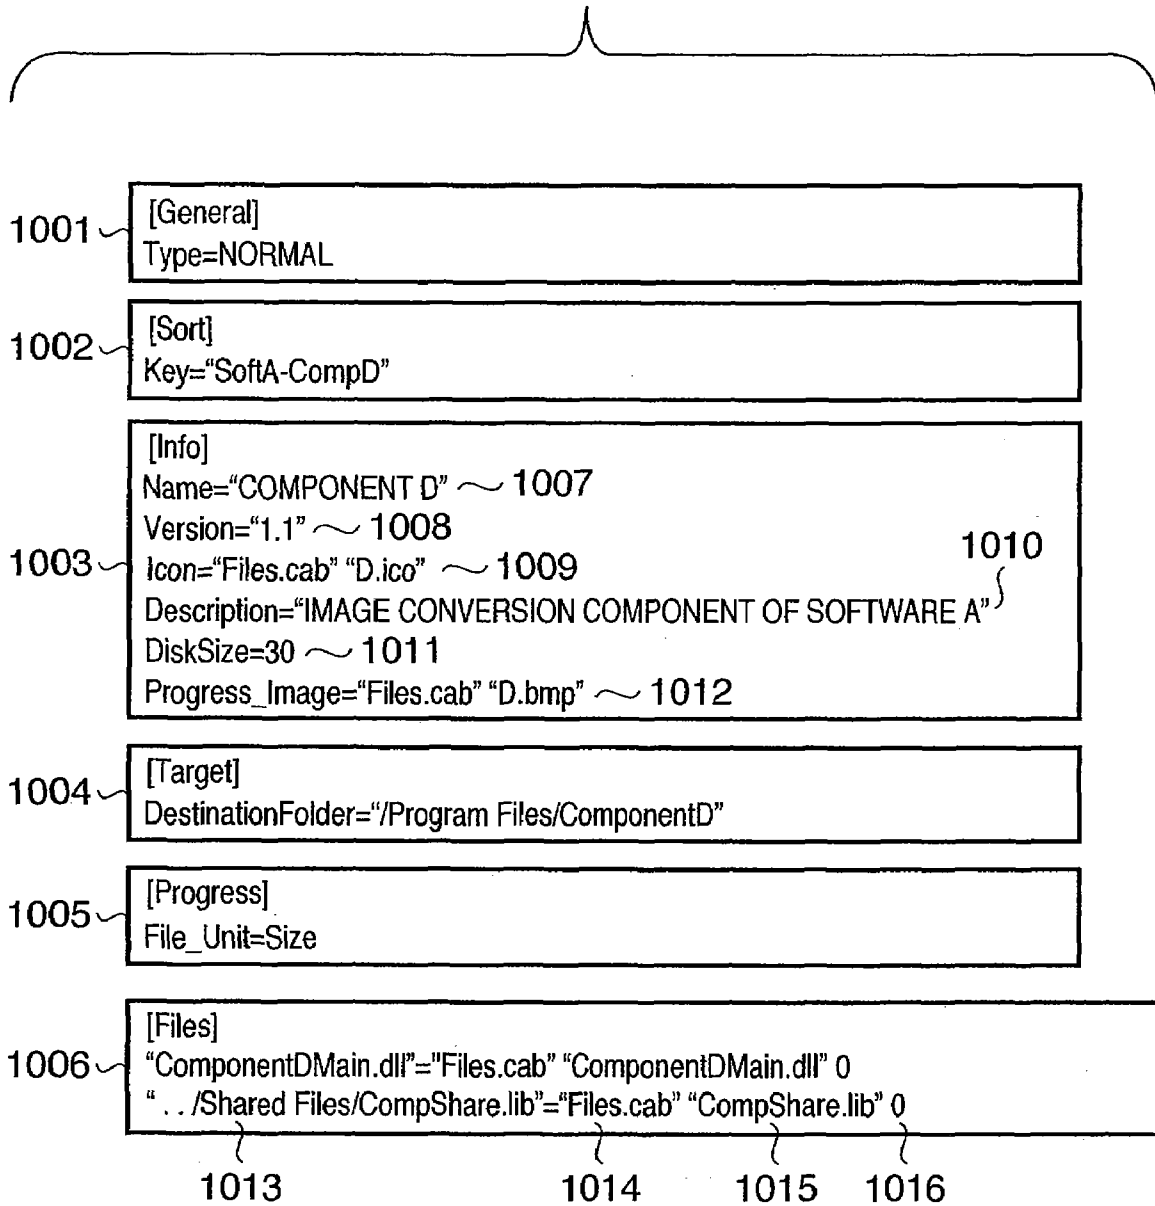 1001
[General]
Type=NORMAL
1002
[Sort]
Key=“SoftA-CompD”
1003
[Info]
Name=“COMPONENT D” 1007
Version=“1.1” 1008
Icon=“Files.cab” “D.ico” 1009
1010
Description=“IMAGE CONVERSION COMPONENT OF SOFTWARE A”
DiskSize=30 1011
Progress_Image=“Files.cab” “D.bmp” 1012
1004
[Target]
DestinationFolder=“/Program Files/ComponentD”
1005
[Progress]
File_Unit=Size
1006
[Files]
“ComponentDMain.dll”="Files.cab” “ComponentDMain.dll” 0
“ . . /Shared Files/CompShare.lib”=“Files.cab” “CompShare.lib” 0
1013 1014 1015 1016